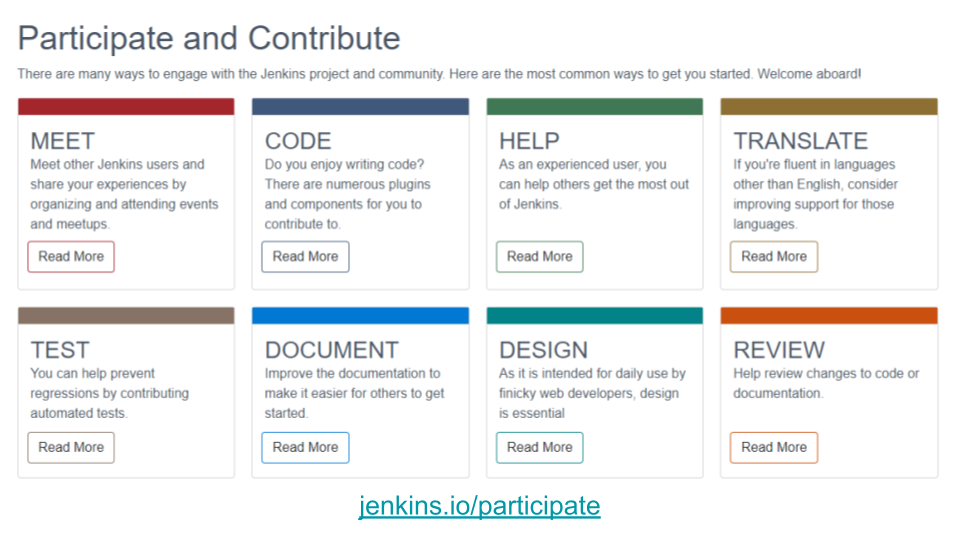 Participate and Contribute
There are many ways to engage with the Jenkins project and community. Here are the most common ways to get you started. Welcome aboard!
MEET
Meet other Jenkins users and
share your experiences by
organizing and attending events
and meetups.
Read More
CODE
Do you enjoy writing code?
There are numerous plugins
and components for you to
contribute to.
Read More
HELP
As an experienced user, you
can help others get the most out
of Jenkins.
Read More
TRANSLATE
If you're fluent in languages
other than English, consider
improving support for those
languages.
Read More
TEST
You can help prevent
regressions by contributing
automated tests.
Read More
DOCUMENT
Improve the documentation to
make it easier for others to get
started.
Read More
DESIGN
As it is intended for daily use by
finicky web developers, design
is essential
Read More
REVIEW
Help review changes to code or
documentation.
Read More
jenkins.io/participate